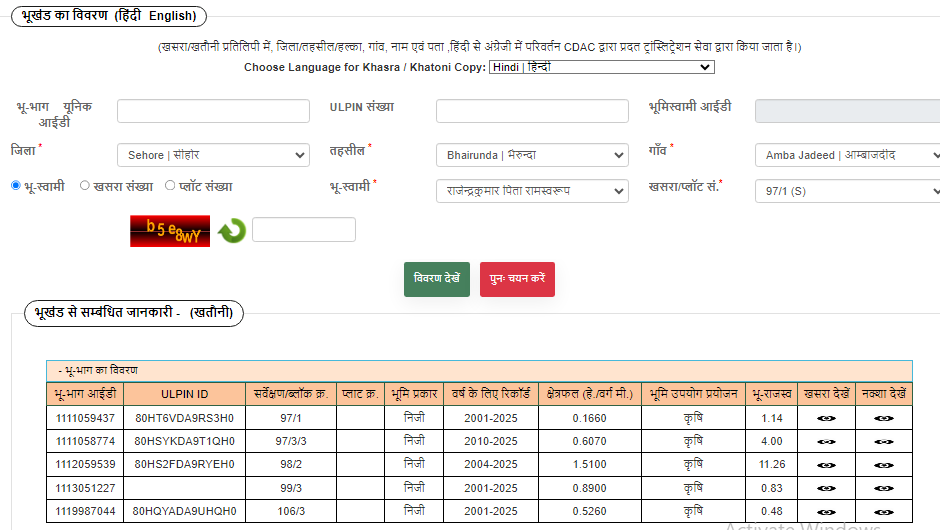 भूखंड का विवरण (हिंदी English)
(खसरा/खतौनी प्रतिलिपी में, जिला/तहसील/हल्का, गांव, नाम एवं पता ,हिंदी से अंग्रेजी में परिवर्तन CDAC द्वारा प्रदत ट्रांस्लिट्रेशन सेवा द्वारा किया जाता है।)
Choose Language for Khasra / Khatoni Copy: Hindi | हिन्दी
भू-भाग यूनिक आईडी ULPIN संख्या भूमिस्वामी आईडी
जिला * Sehore | सीहोर तहसील * Bhairunda | भैरुन्दा गाँव * Amba Jadeed | आम्बाजदीद
भू-स्वामी खसरा संख्या प्लॉट संख्या भू-स्वामी * राजेन्द्रकुमार पिता रामस्वरूप खसरा/प्लॉट सं.* 97/1 (S)
b5e8wY
विवरण देखें पुनः चयन करें
भूखंड से सम्बंधित जानकारी - (खतौनी)
- भू-भाग का विवरण
भू-भाग आईडी ULPIN ID सर्वेक्षण/ब्लॉक क्र. प्लाट क्र. भूमि प्रकार वर्ष के लिए रिकॉर्ड क्षेत्रफल (हे./वर्ग मी.) भूमि उपयोग प्रयोजन भू-राजस्व खसरा देखें नक्शा देखें
1111059437 80HT6VDA9RS3H0 97/1 निजी 2001-2025 0.1660 कृषि 1.14
1111058774 80HSYKDA9T1QH0 97/3/3 निजी 2010-2025 0.6070 कृषि 4.00
1112059539 80HS2FDA9RYEH0 98/2 निजी 2004-2025 1.5100 कृषि 11.26
1113051227 99/3 निजी 2001-2025 0.8900 कृषि 0.83
1119987044 80HQYADA9UHQH0 106/3 निजी 2001-2025 0.5260 कृषि 0.48
Activate Windows